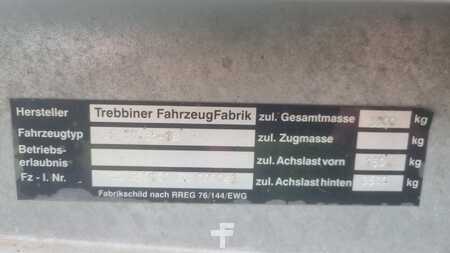 Hersteller Trebbiner FahrzeugFabrik zul. Gesamtmasse kg
Fahrzeugtyp zul. Zugmasse kg
Betriebs-
erlaubnis zul. Achslast vorn kg
Fz - I. Nr. zul. Achslast hinten kg
Fabrikschild nach RREG 76/144/EWG